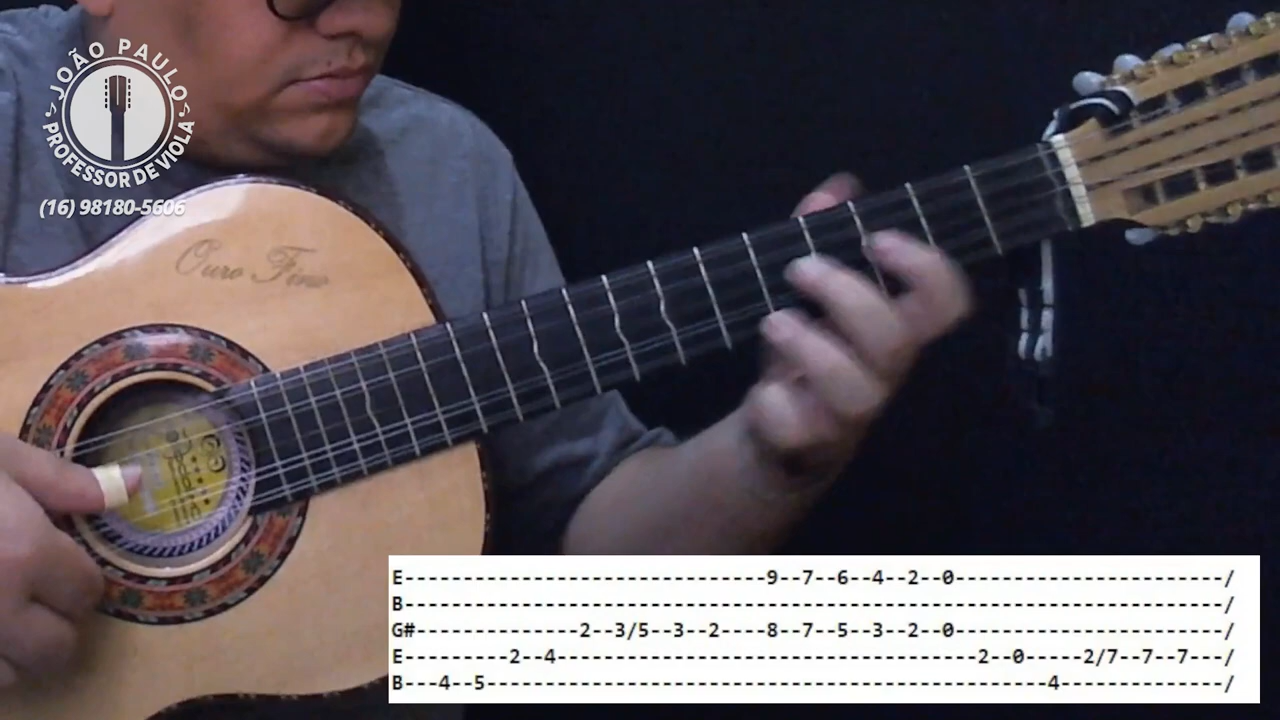 JOÃO PAULO
PROFESSOR DE VIOLA
(16) 98180-5606
Ouro Fino
E-------------------------------9--7--6--4--2--0-----------------------/
B----------------------------------------------------------------------/
G#--------------2--3/5--3--2----8--7--5--3--2--0-----------------------/
E---------2--4------------------------------------2--0-----2/7--7--7---/
B---4--5------------------------------------------------4--------------/